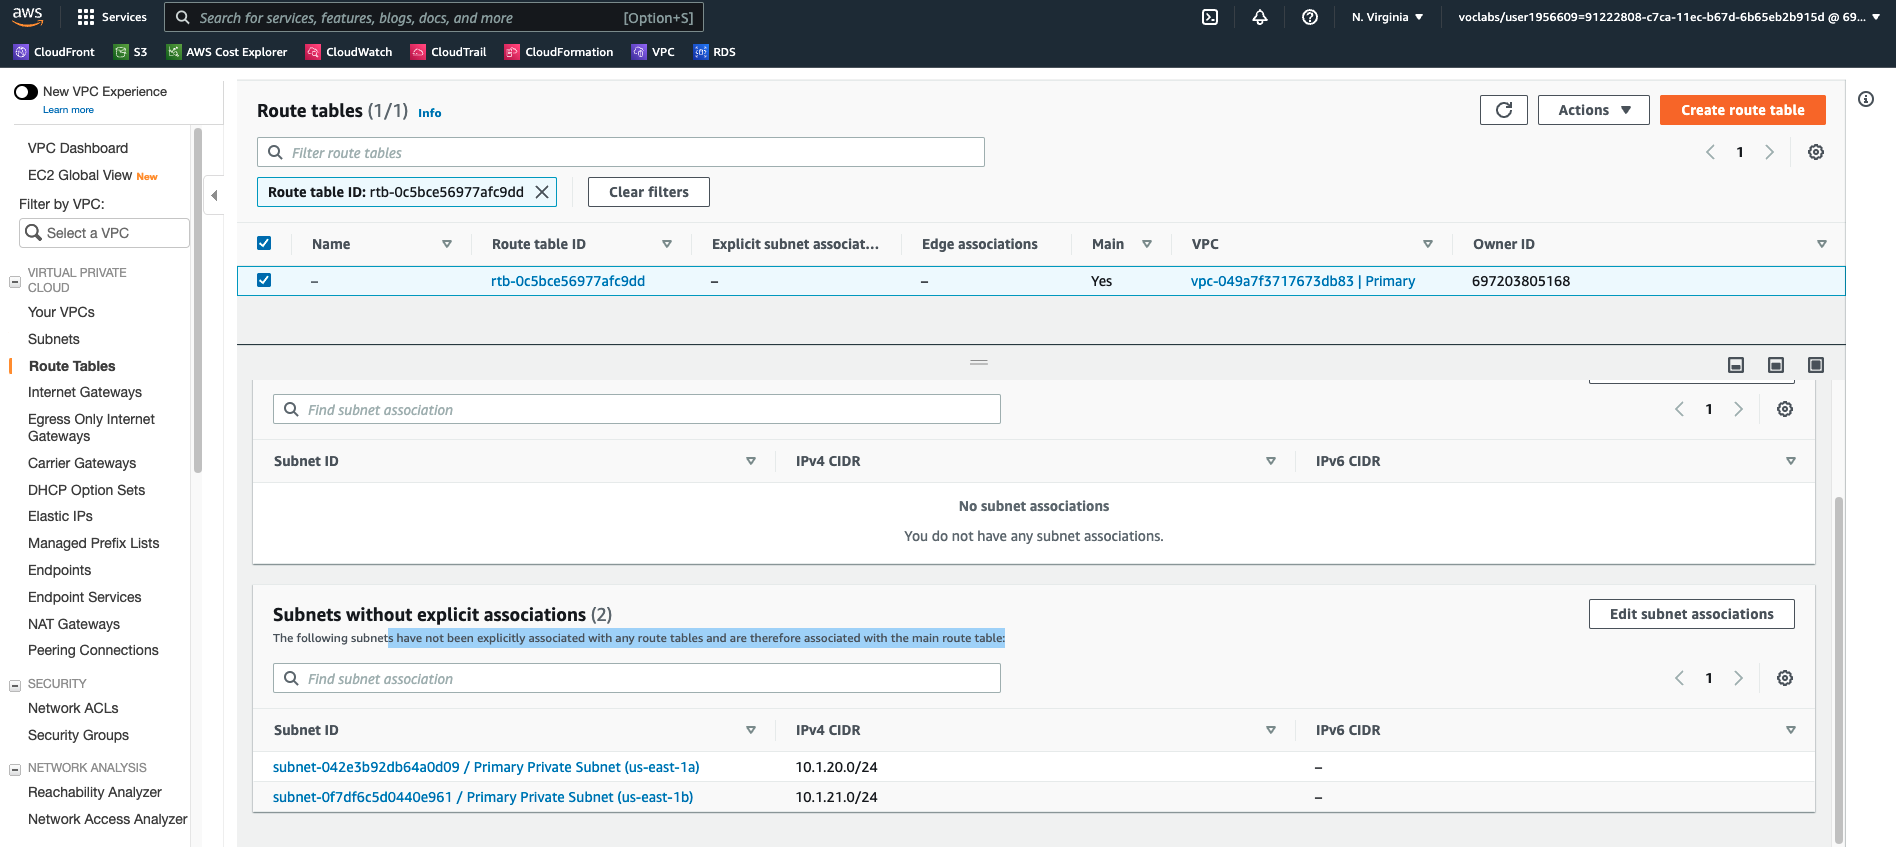 aws
Services
Search for services, features, blogs, docs, and more
[Option+S]
N. Virginia
voclabs/user1956609=91222808-c7ca-11ec-b67d-6b65eb2b915d @ 69...
CloudFront
S3
AWS Cost Explorer
CloudWatch
CloudTrail
CloudFormation
VPC
RDS
New VPC Experience
Learn more
VPC Dashboard
EC2 Global View New
Filter by VPC:
Select a VPC
VIRTUAL PRIVATE
CLOUD
Your VPCs
Subnets
Route Tables
Internet Gateways
Egress Only Internet
Gateways
Carrier Gateways
DHCP Option Sets
Elastic IPs
Managed Prefix Lists
Endpoints
Endpoint Services
NAT Gateways
Peering Connections
SECURITY
Network ACLs
Security Groups
NETWORK ANALYSIS
Reachability Analyzer
Network Access Analyzer
Route tables (1/1) Info
Actions
Create route table
Filter route tables
1
Route table ID: rtb-0c5bce56977afc9dd
Clear filters
Name Route table ID Explicit subnet associat... Edge associations Main VPC Owner ID
– rtb-0c5bce56977afc9dd – – Yes vpc-049a7f3717673db83 | Primary 697203805168
Find subnet association
1
Subnet ID IPv4 CIDR IPv6 CIDR
No subnet associations
You do not have any subnet associations.
Subnets without explicit associations (2)
Edit subnet associations
The following subnets have not been explicitly associated with any route tables and are therefore associated with the main route table:
Find subnet association
1
Subnet ID IPv4 CIDR IPv6 CIDR
subnet-042e3b92db64a0d09 / Primary Private Subnet (us-east-1a) 10.1.20.0/24 –
subnet-0f7df6c5d0440e961 / Primary Private Subnet (us-east-1b) 10.1.21.0/24 –